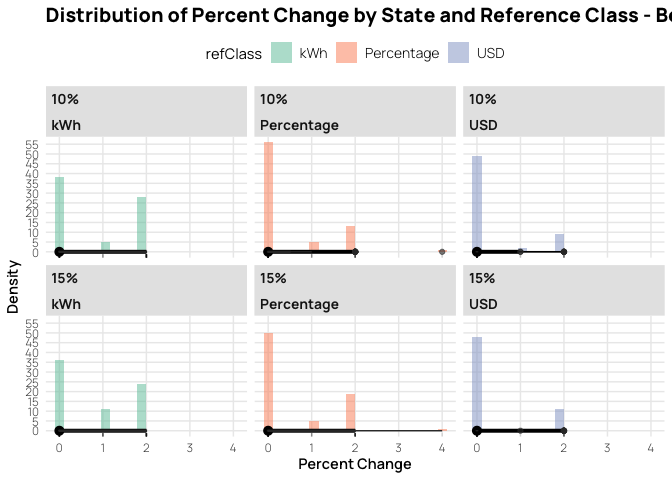 Distribution of Percent Change by State and Reference Class - Be
refClass kWh Percentage USD
10% 10% 10%
kWh Percentage USD
55
50
45
40
35
30
25
20
15
10
5
0
Density
15% 15% 15%
kWh Percentage USD
55
50
45
40
35
30
25
20
15
10
5
0
0 1 2 3 4 0 1 2 3 4 0 1 2 3 4
Percent Change